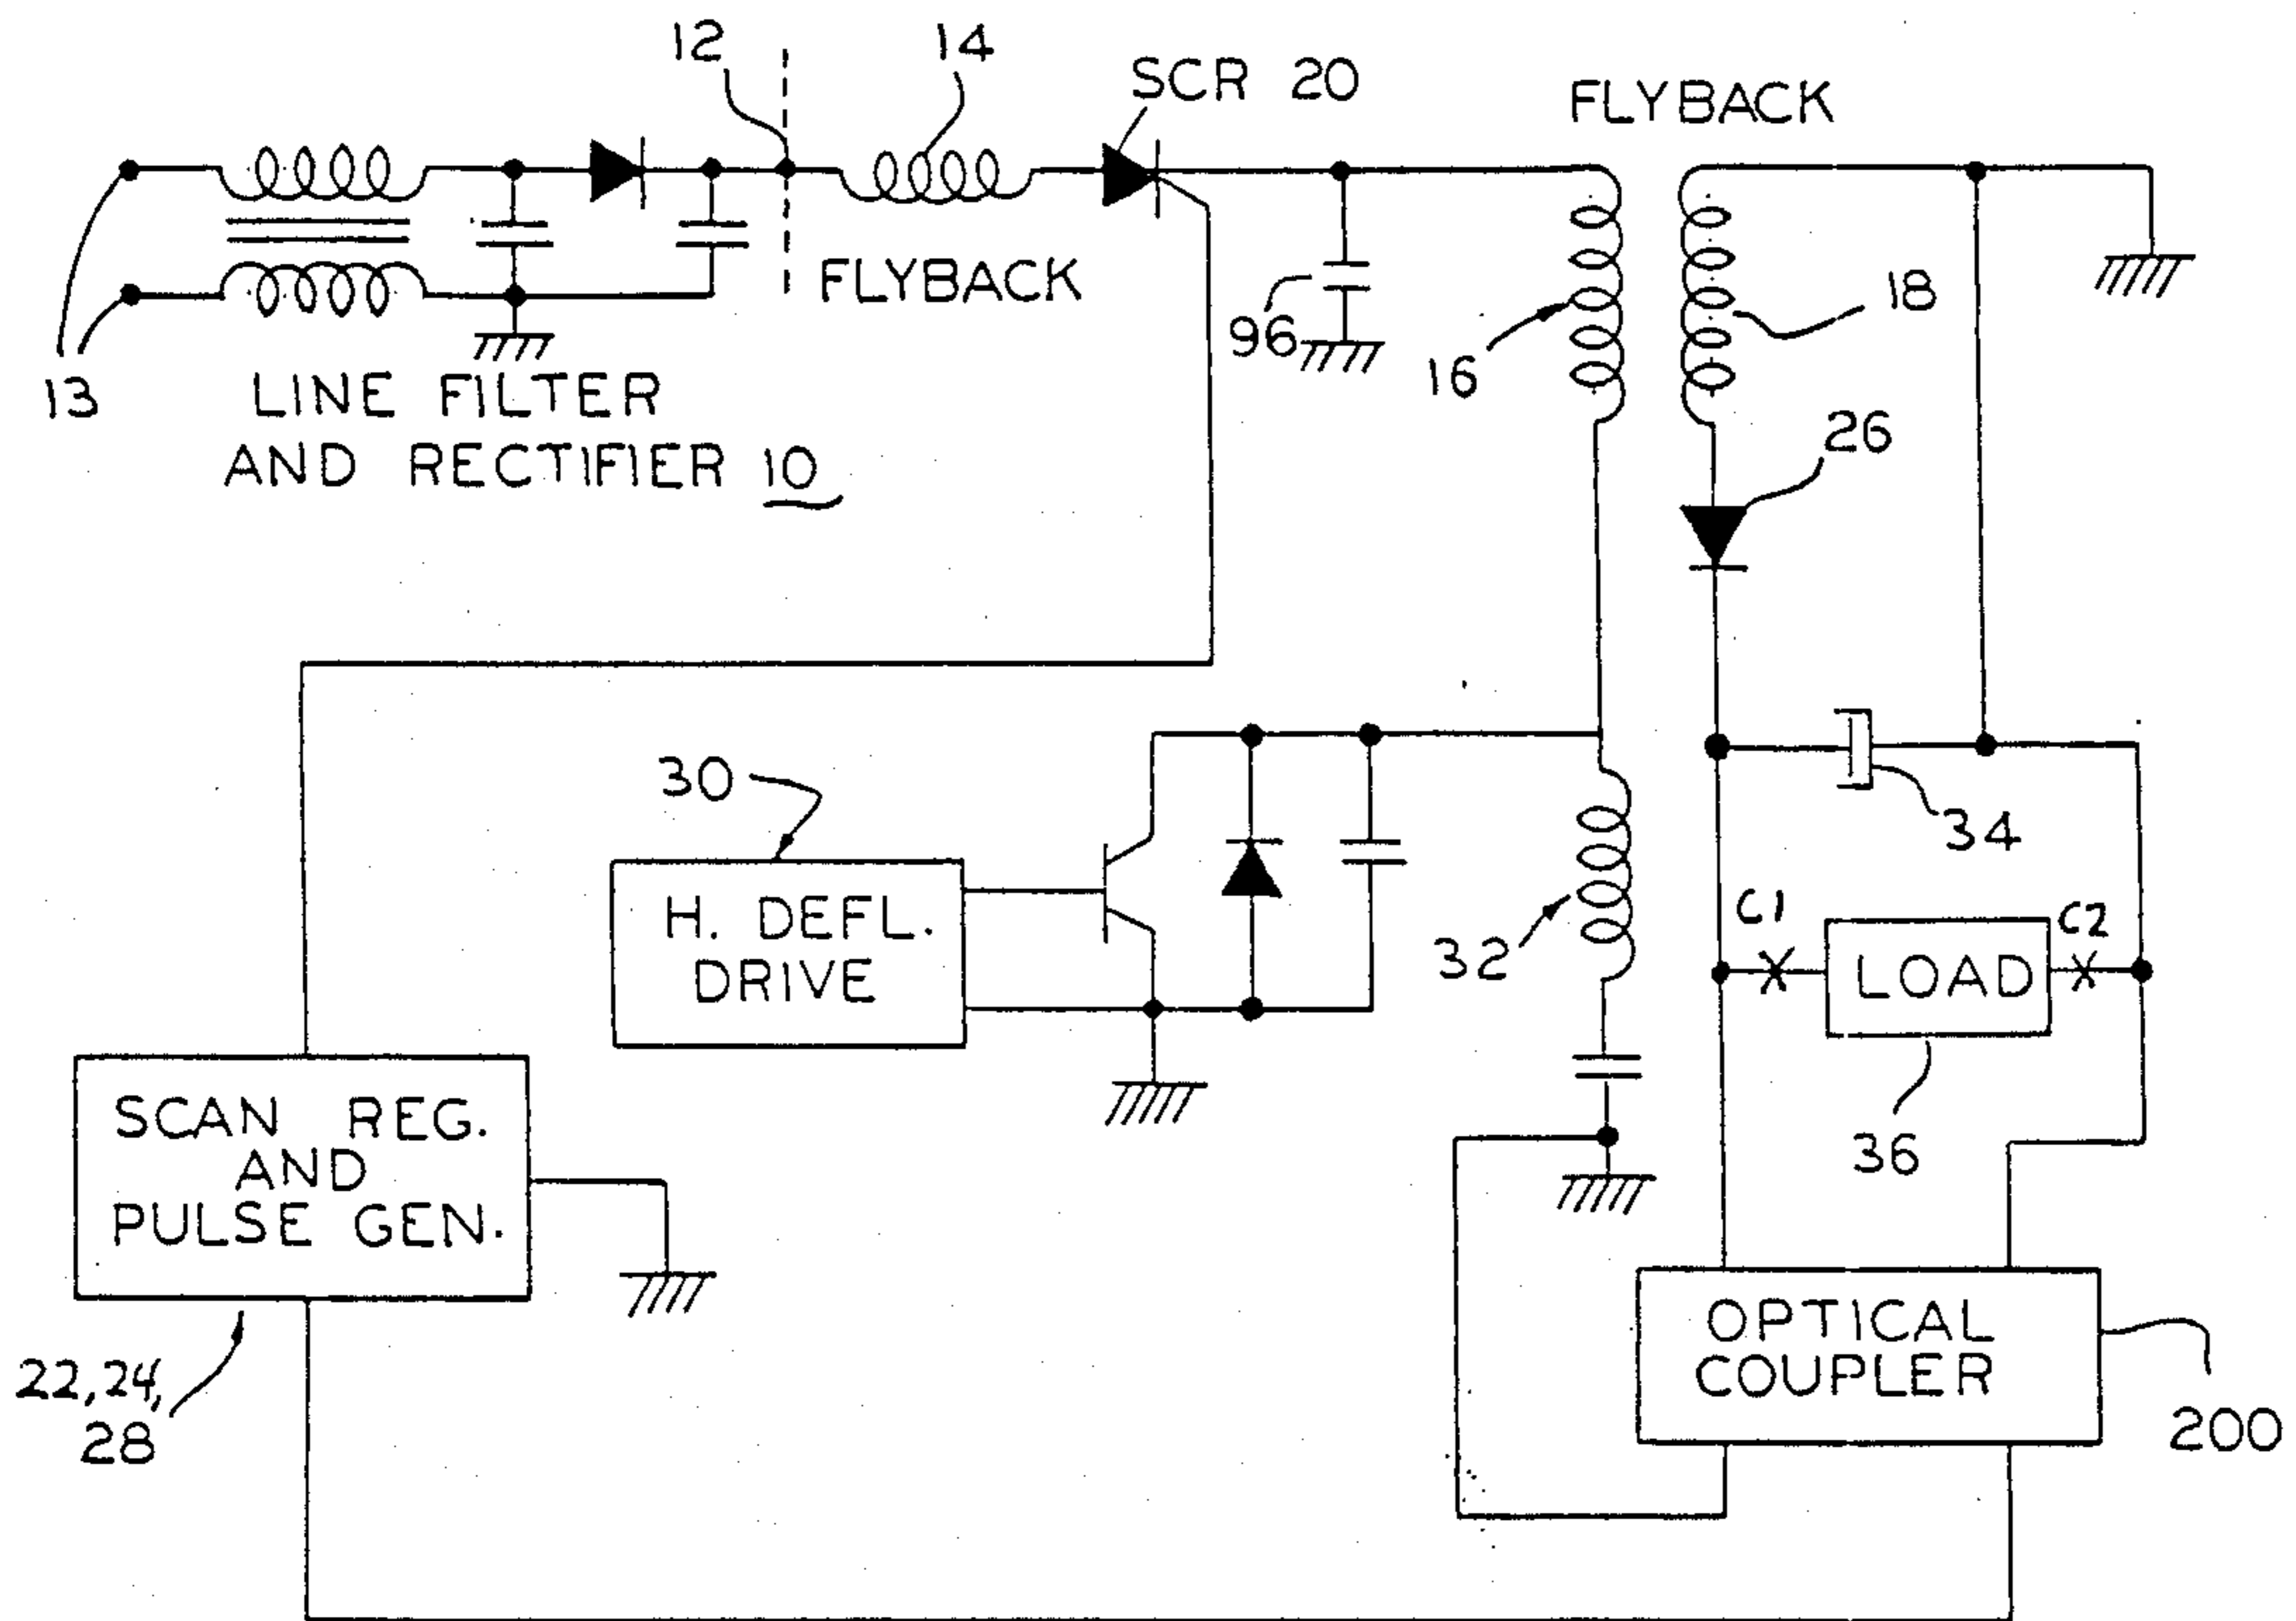 12
14
SCR 20
FLYBACK
FLYBACK
13
LINE FILTER
AND RECTIFIER 10
96
16
18
26
30
H. DEFL.
DRIVE
32
34
C1
C2
LOAD
36
SCAN REG.
AND
PULSE GEN.
22, 24,
28
OPTICAL
COUPLER
200